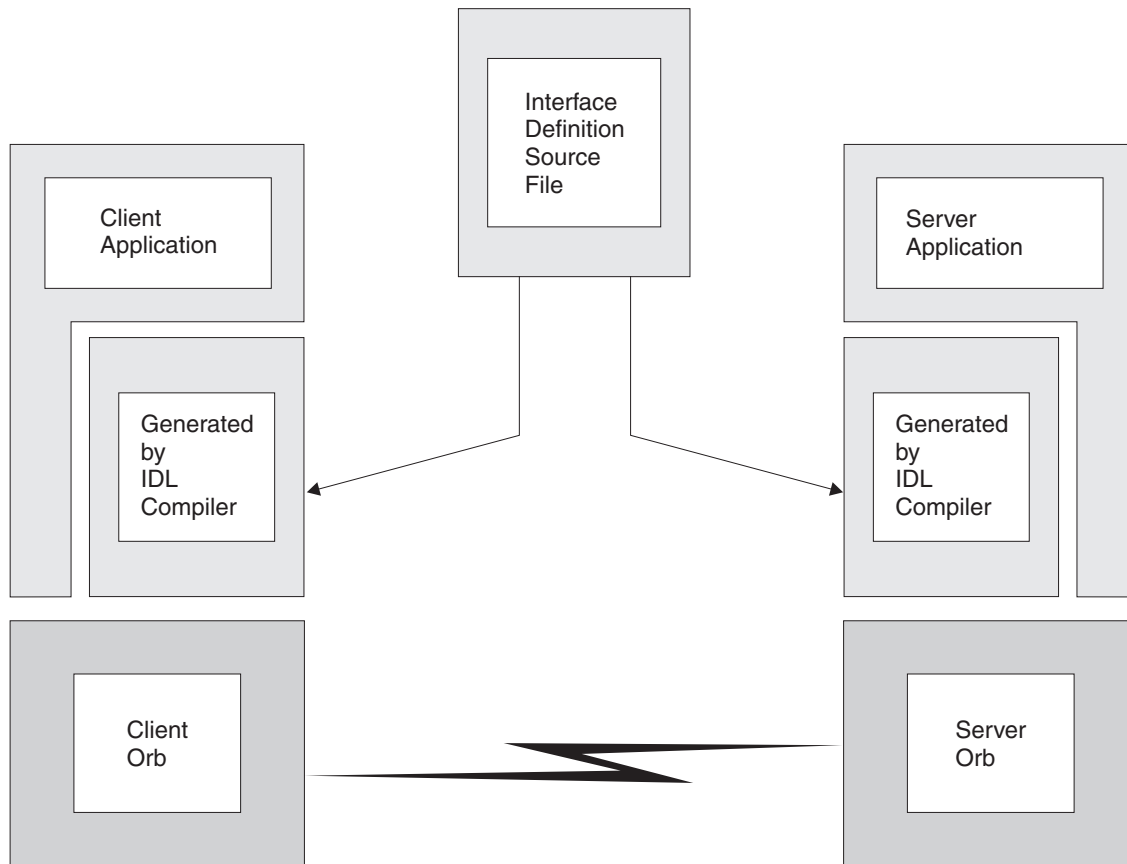 Interface
Definition
Source
File
Client
Application
Server
Application
Generated
by
IDL
Compiler
Generated
by
IDL
Compiler
Client
Orb
Server
Orb